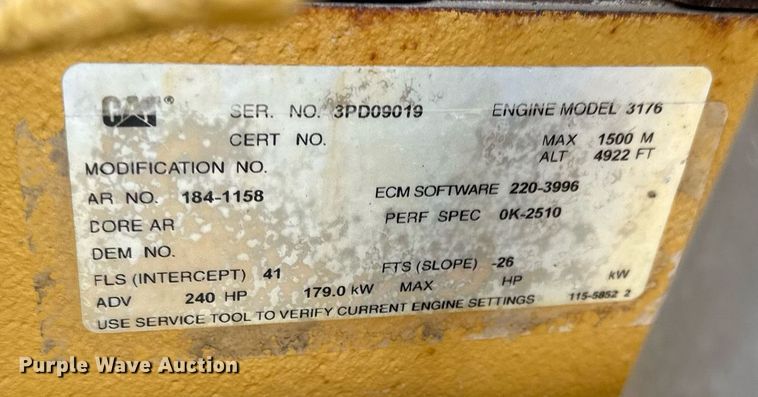 CAT® SER. NO. 3PD09019 ENGINE MODEL 3176
CERT NO. MAX 1500 M
MODIFICATION NO. ALT 4922 FT
AR NO. 184-1158 ECM SOFTWARE 220-3996
CORE AR PERF SPEC 0K-2510
DEM NO.
FLS (INTERCEPT) 41 FTS (SLOPE) -26
ADV 240 HP 179.0 kW MAX HP kW
USE SERVICE TOOL TO VERIFY CURRENT ENGINE SETTINGS 115-5852 2
Purple Wave Auction